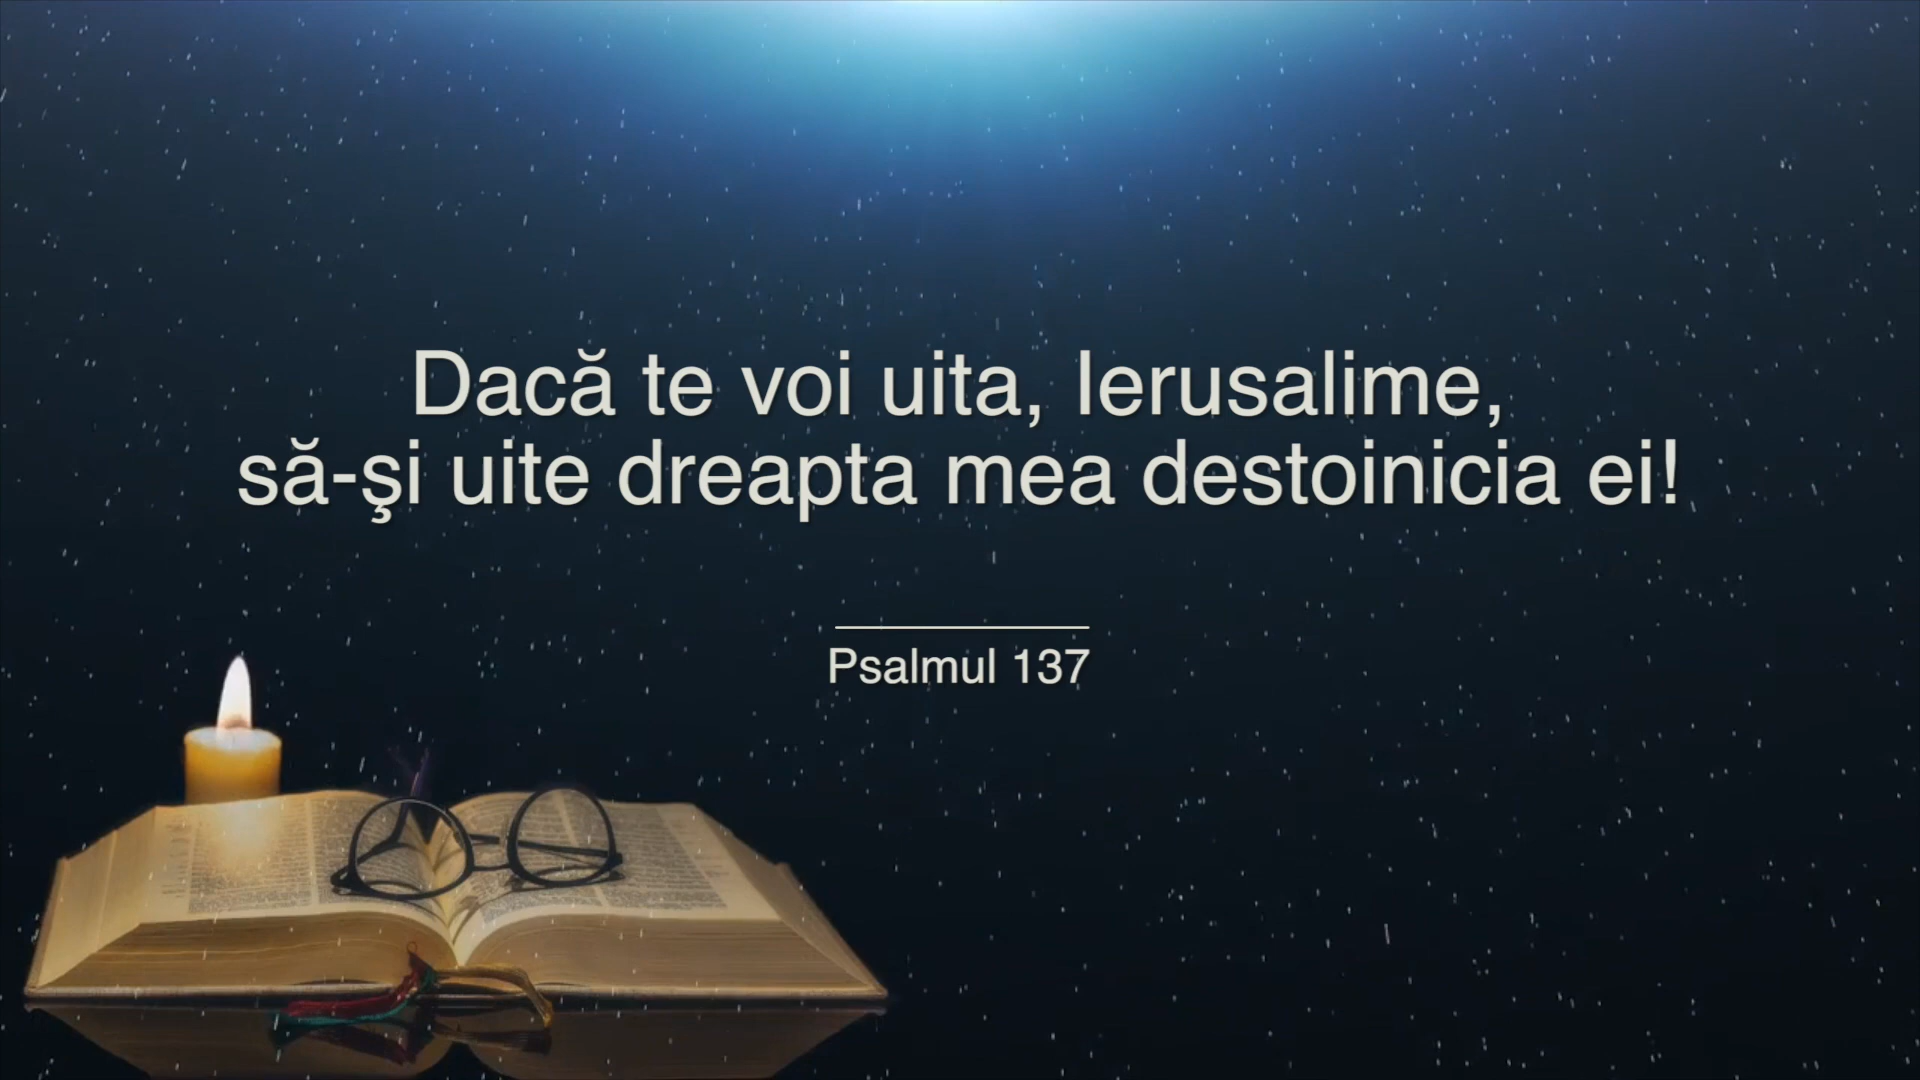 Dacă te voi uita, Ierusalime,
să-şi uite dreapta mea destoinicia ei!
Psalmul 137